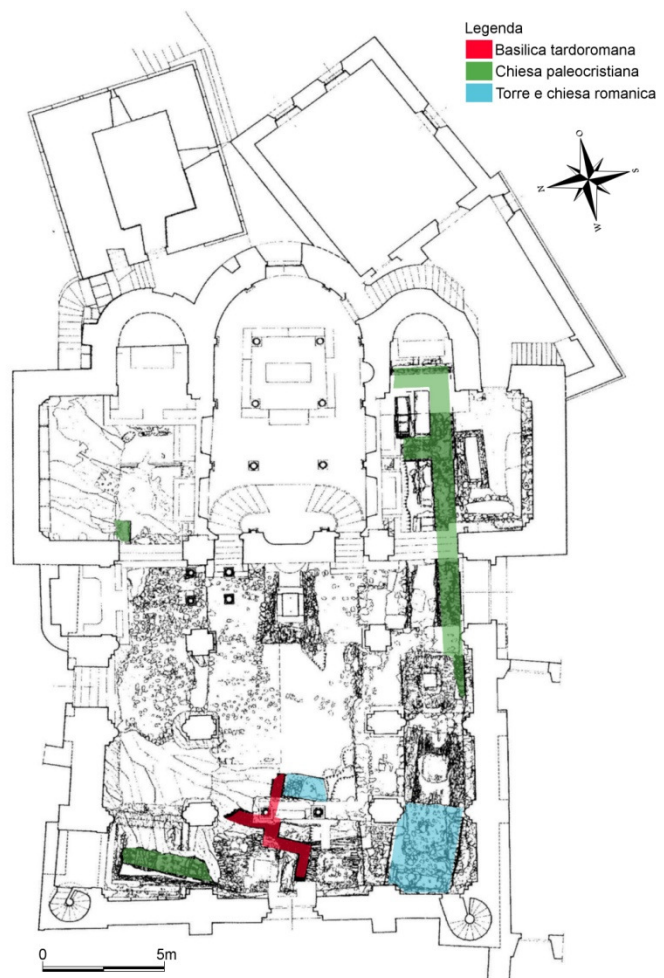 Legenda
Basilica tardoromana
Chiesa paleocristiana
Torre e chiesa romanica
O
N
S
W
0 5m